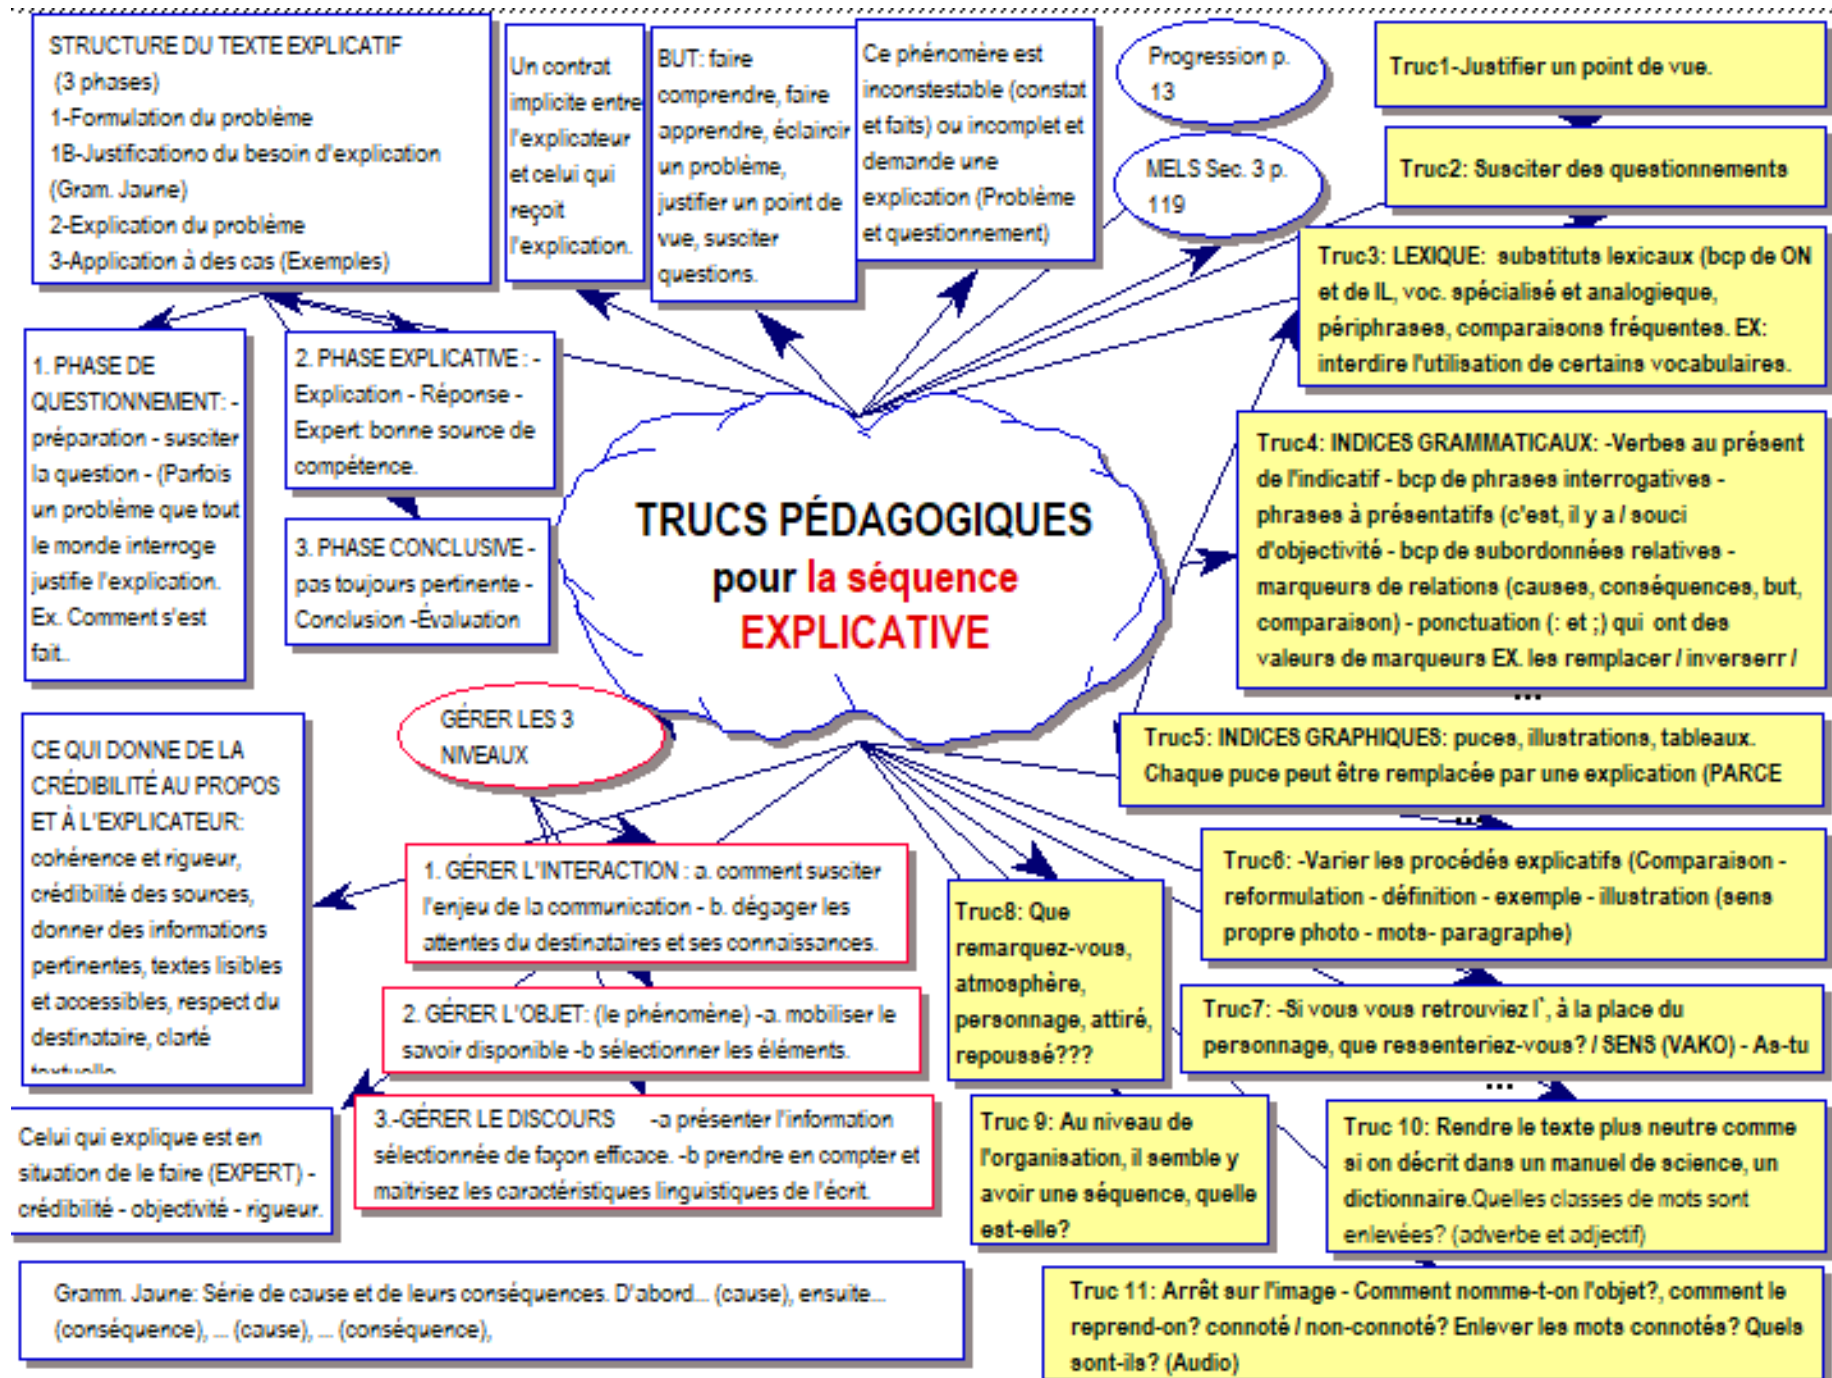 STRUCTURE DU TEXTE EXPLICATIF
(3 phases)
1-Formulation du problème
1B-Justificationo du besoin d'explication
(Gram. Jaune)
2-Explication du problème
3-Application à des cas (Exemples)
Un contrat
implicite entre
l'explicateur
et celui qui
reçoit
l'explication.
BUT: faire
comprendre, faire
apprendre, éclaircir
un problème,
justifier un point de
vue, susciter
questions.
Ce phénomère est
inconstestable (constat
et faits) ou incomplet et
demande une
explication (Problème
et questionnement)
Progression p.
13
MELS Sec. 3 p.
119
Truc1-Justifier un point de vue.
Truc2: Susciter des questionnements
Truc3: LEXIQUE: substituts lexicaux (bcp de ON
et de IL, voc. spécialisé et analogieque,
périphrases, comparaisons fréquentes. EX:
interdire l'utilisation de certains vocabulaires.
1. PHASE DE
QUESTIONNEMENT: -
préparation - susciter
la question - (Parfois
un problème que tout
le monde interroge
justifie l'explication.
Ex. Comment s'est
fait..
2. PHASE EXPLICATIVE : -
Explication - Réponse -
Expert: bonne source de
compétence.
3. PHASE CONCLUSIVE -
pas toujours pertinente -
Conclusion -Évaluation
TRUCS PÉDAGOGIQUES
pour la séquence
EXPLICATIVE
Truc4: INDICES GRAMMATICAUX: -Verbes au présent
de l'indicatif - bcp de phrases interrogatives -
phrases à présentatifs (c'est, il y a / souci
d'objectivité - bcp de subordonnées relatives -
marqueurs de relations (causes, conséquences, but,
comparaison) - ponctuation (: et ;) qui ont des
valeurs de marqueurs EX. les remplacer / inverserr /
...
Truc5: INDICES GRAPHIQUES: puces, illustrations, tableaux.
Chaque puce peut être remplacée par une explication (PARCE
...
GÉRER LES 3
NIVEAUX
CE QUI DONNE DE LA
CRÉDIBILITÉ AU PROPOS
ET À L'EXPLICATEUR:
cohérence et rigueur,
crédibilité des sources,
donner des informations
pertinentes, textes lisibles
et accessibles, respect du
destinataire, clarté
textuelle
1. GÉRER L'INTERACTION : a. comment susciter
l'enjeu de la communication - b. dégager les
attentes du destinataires et ses connaissances.
2. GÉRER L'OBJET: (le phénomène) -a. mobiliser le
savoir disponible -b sélectionner les éléments.
3.-GÉRER LE DISCOURS -a présenter l'information
sélectionnée de façon efficace. -b prendre en compter et
maitrisez les caractéristiques linguistiques de l'écrit.
Truc6: -Varier les procédés explicatifs (Comparaison -
reformulation - définition - exemple - illustration (sens
propre photo - mots- paragraphe)
Truc7: -Si vous vous retrouviez l`, à la place du
personnage, que ressenteriez-vous? / SENS (VAKO) - As-tu
...
Truc8: Que
remarquez-vous,
atmosphère,
personnage, attiré,
repoussé???
Truc 9: Au niveau de
l'organisation, il semble y
avoir une séquence, quelle
est-elle?
Truc 10: Rendre le texte plus neutre comme
si on décrit dans un manuel de science, un
dictionnaire.Quelles classes de mots sont
enlevées? (adverbe et adjectif)
Celui qui explique est en
situation de le faire (EXPERT) -
crédibilité - objectivité - rigueur.
Gramm. Jaune: Série de cause et de leurs conséquences. D'abord... (cause), ensuite...
(conséquence), ... (cause), ... (conséquence),
Truc 11: Arrêt sur l'image - Comment nomme-t-on l'objet?, comment le
reprend-on? connoté / non-connoté? Enlever les mots connotés? Quels
sont-ils? (Audio)